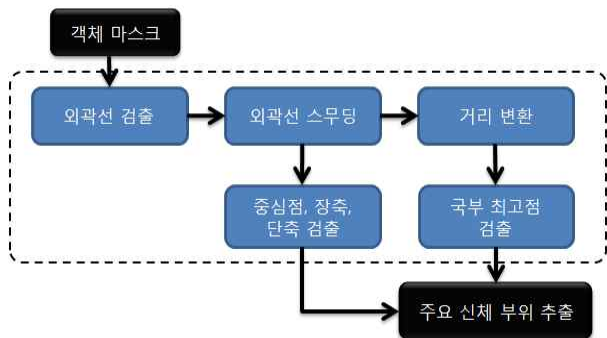 객체 마스크
외곽선 검출
외곽선 스무딩
거리 변환
중심점, 장축,
단축 검출
국부 최고점
검출
주요 신체 부위 추출